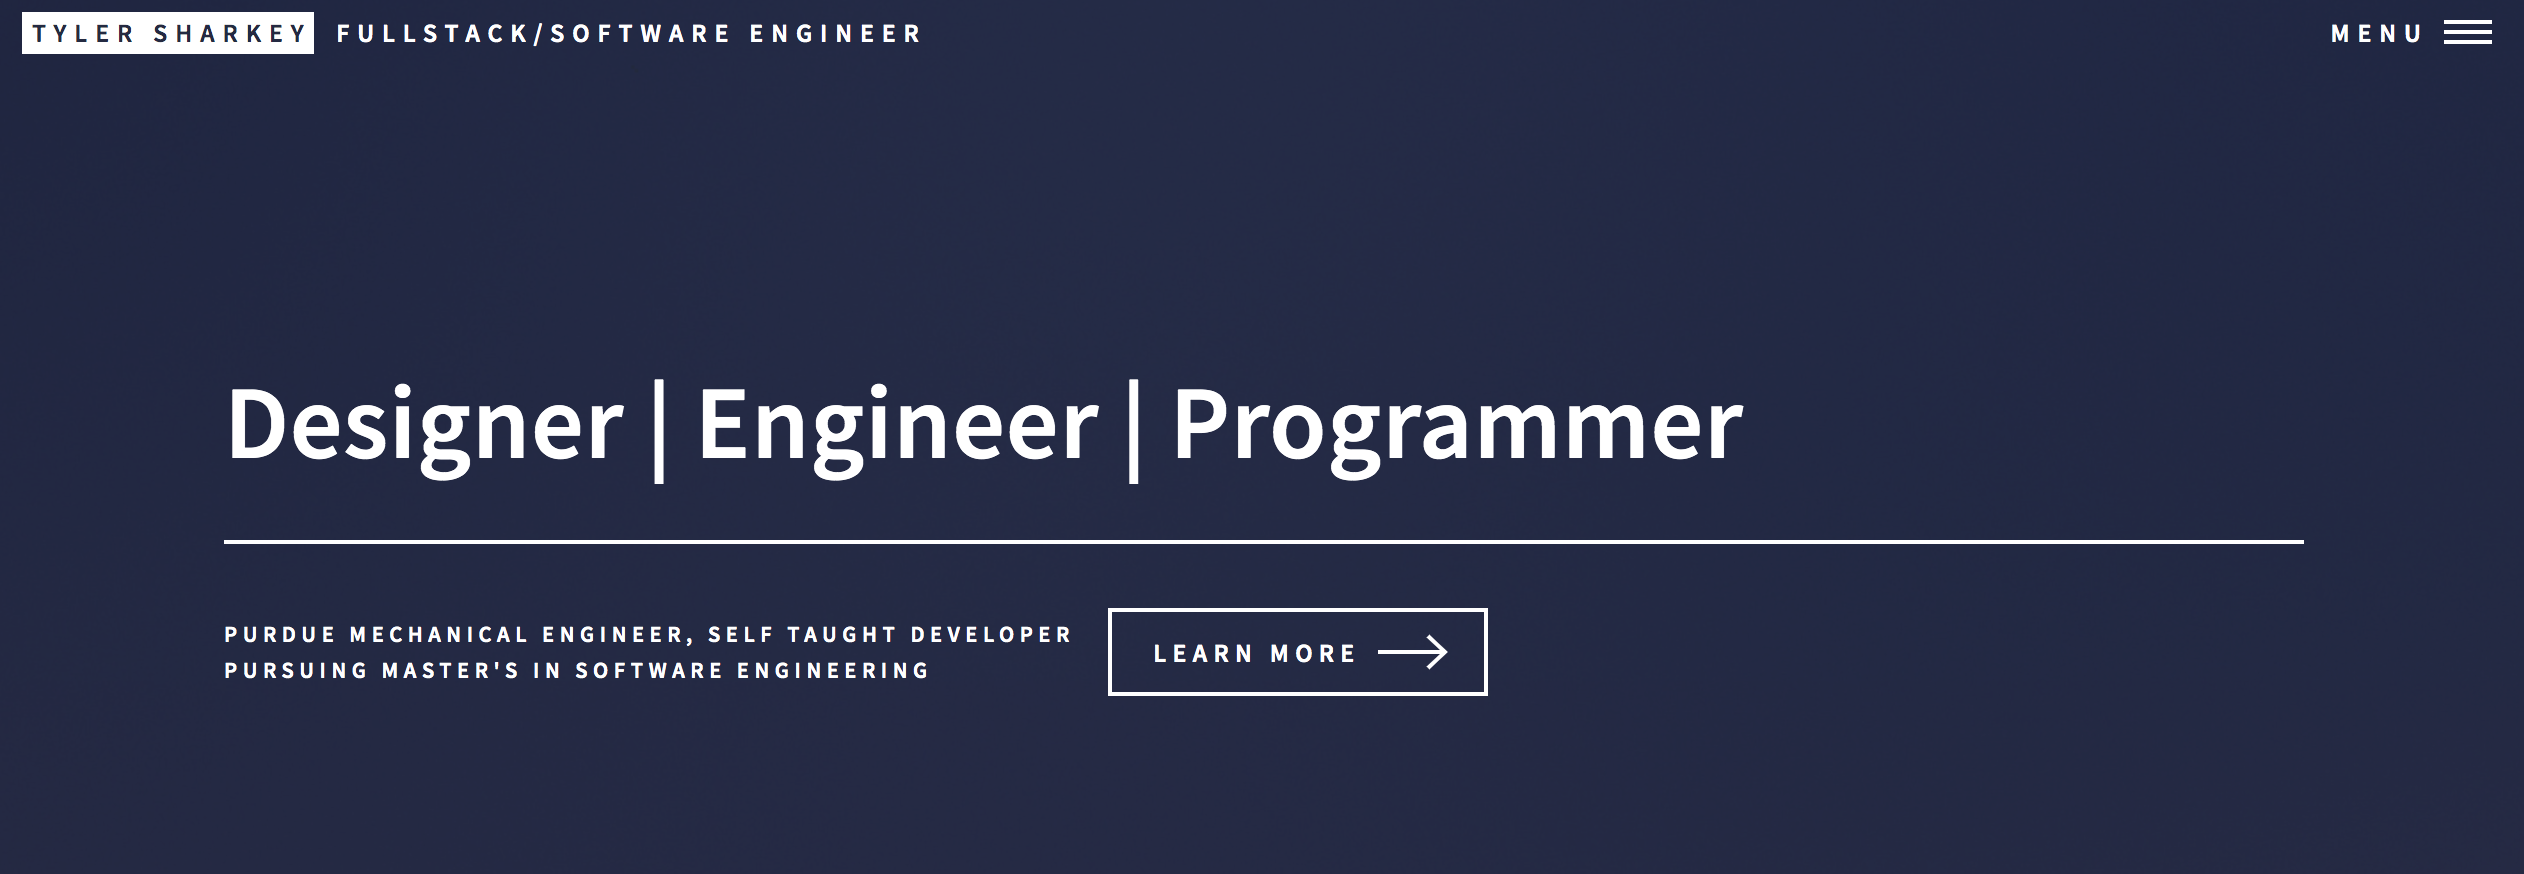 TYLER SHARKEY FULLSTACK/SOFTWARE ENGINEER MENU
Designer | Engineer | Programmer
PURDUE MECHANICAL ENGINEER, SELF TAUGHT DEVELOPER
PURSUING MASTER'S IN SOFTWARE ENGINEERING
LEARN MORE